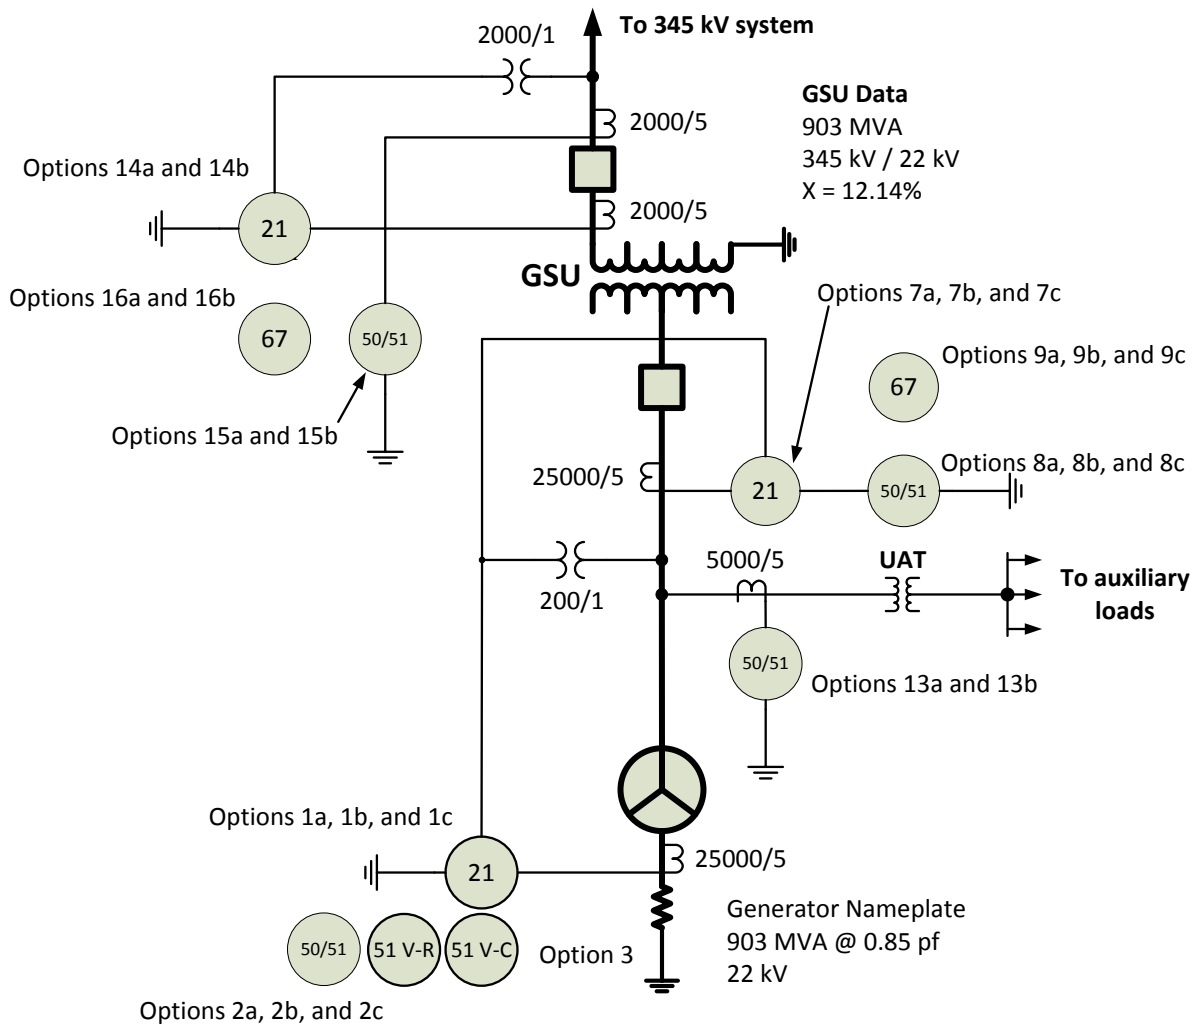 2000/1
To 345 kV system
GSU Data
903 MVA
345 kV / 22 kV
X = 12.14%
2000/5
Options 14a and 14b
21
2000/5
GSU
Options 16a and 16b
67
50/51
Options 7a, 7b, and 7c
Options 9a, 9b, and 9c
67
Options 15a and 15b
25000/5
21
50/51
Options 8a, 8b, and 8c
200/1
5000/5
UAT
To auxiliary
loads
50/51
Options 13a and 13b
Options 1a, 1b, and 1c
21
25000/5
Generator Nameplate
903 MVA @ 0.85 pf
22 kV
50/51
51 V-R
51 V-C
Option 3
Options 2a, 2b, and 2c